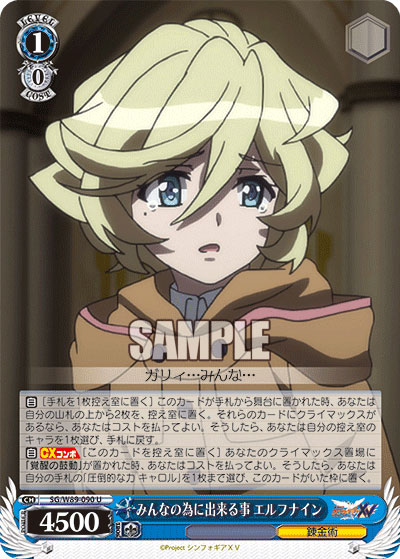 LEVEL
1
0
COST
SAMPLE
ガリィ…みんな!…
[手札を1枚控え室に置く]このカードが手札から舞台に置かれた時、あなたは
自分の山札の上から2枚を、控え室に置く。それらのカードにクライマックスが
あるなら、あなたはコストを払ってよい。そうしたら、あなたは自分の控え室の
キャラを1枚選び、手札に戻す。
CXコンボ [このカードを控え室に置く]あなたのクライマックス置場に
「覚醒の鼓動」が置かれた時、あなたはコストを払ってよい。そうしたら、あなたは
自分の手札の「圧倒的な力 キャロル」を1枚まで選び、このカードがいた枠に置く。
CH SG/W89-090 U
みんなの為に出来る事 エルフナイン
4500
POWER
錬金術
©Project シンフォギアXV